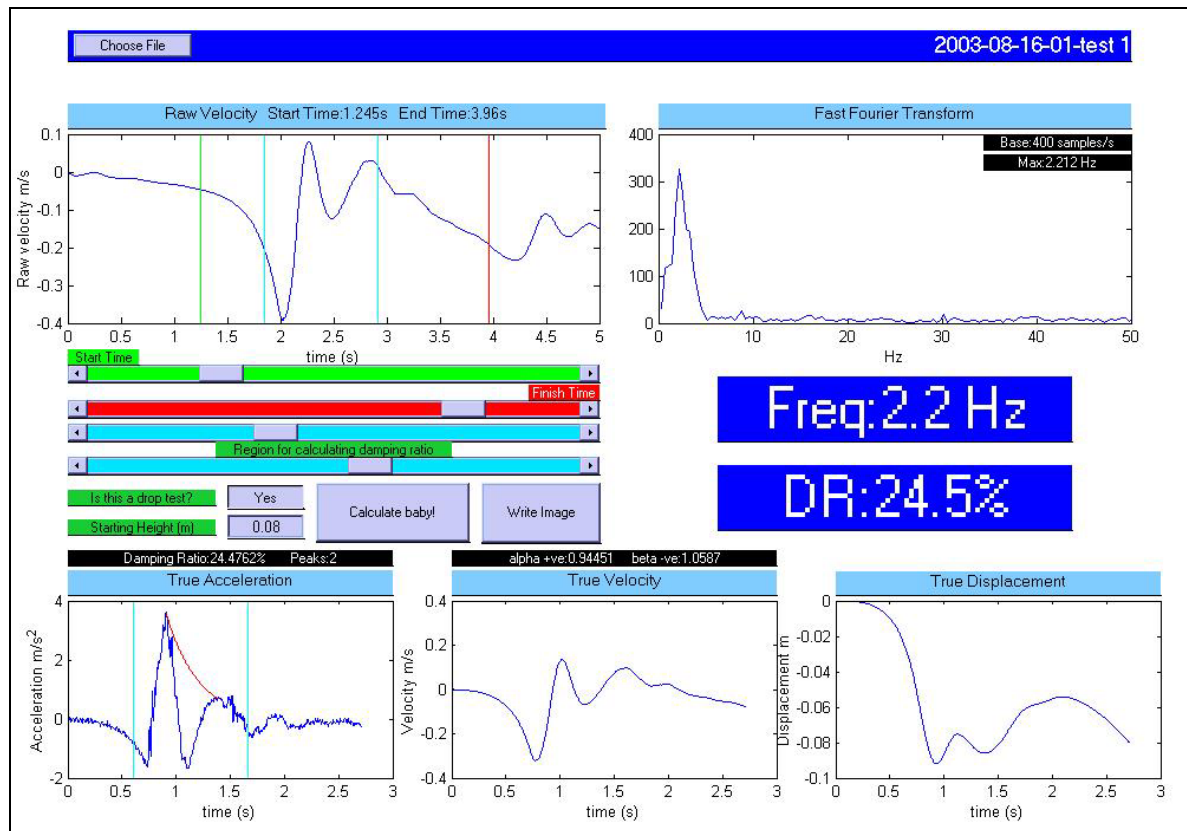 Choose File
2003-08-16-01-test 1
Raw Velocity Start Time:1.245s End Time:3.96s
Raw velocity m/s
0.1
0
-0.1
-0.2
-0.3
-0.4
0 0.5 1 1.5 2 2.5 3 3.5 4 4.5 5
time (s)
Fast Fourier Transform
Base:400 samples/s
Max:2.212 Hz
400
300
200
100
0
0 10 20 30 40 50
Hz
Start Time
Finish Time
Region for calculating damping ratio
Freq:2.2 Hz
DR:24.5%
Is this a drop test? Yes
Starting Height (m) 0.08
Calculate baby!
Write Image
Damping Ratio:24.4762% Peaks:2
True Acceleration
Acceleration m/s²
4
2
0
-2
0 0.5 1 1.5 2 2.5 3
time (s)
alpha +ve:0.94451 beta -ve:1.0587
True Velocity
Velocity m/s
0.4
0.2
0
-0.2
-0.4
0 0.5 1 1.5 2 2.5 3
time (s)
True Displacement
Displacement m
0
-0.02
-0.04
-0.06
-0.08
-0.1
0 0.5 1 1.5 2 2.5 3
time (s)